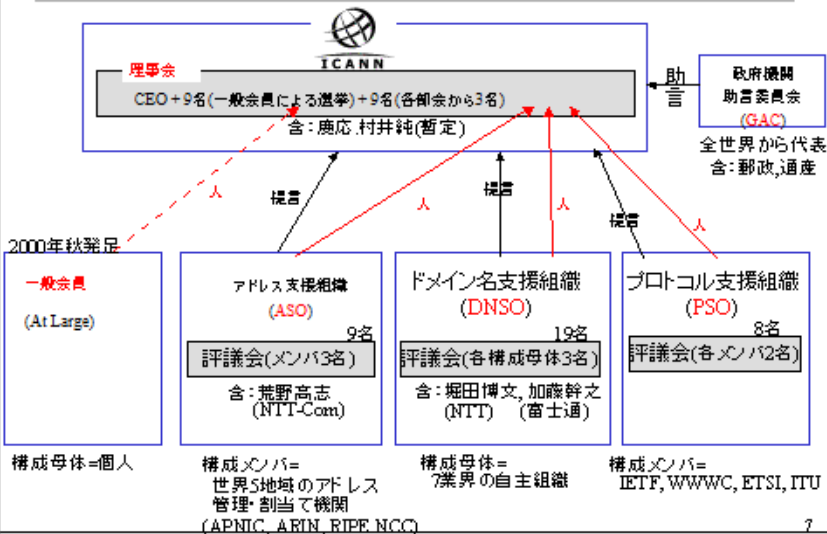 ICANN
理事会
CEO+9名(一般会員による選挙)+9名(各部会から3名)
含:慶応.村井純(暫定)
助言
政府機関
助言委員会
(GAC)
全世界から代表
含:郵政,通産
人
提言
人
提言
人
提言
人
2000年秋発足
一般会員
(At Large)
アドレス支援組織
(ASO)
9名
評議会(メンバ3名)
含:荒野高志
(NTT-Com)
ドメイン名支援組織
(DNSO)
19名
評議会(各構成母体3名)
含:堀田博文, 加藤幹之
(NTT) (富士通)
プロトコル支援組織
(PSO)
8名
評議会(各メンバ2名)
構成母体=個人
構成メンバ=
世界5地域のアドレス
管理・割当て機関
(APNIC, ARIN, RIPE NCC)
構成母体=
7業界の自主組織
構成メンバ=
IETF, WWWC, ETSI, ITU
7